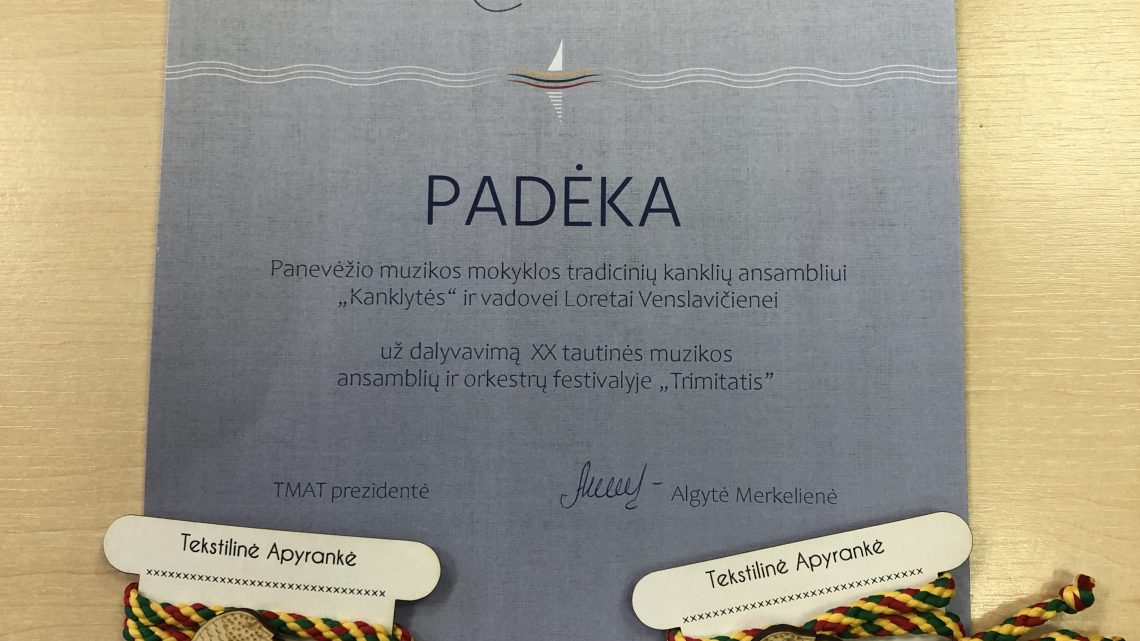 PADĖKA
Panevėžio muzikos mokyklos tradicinių kanklių ansambliui
„Kanklytės“ ir vadovei Loretai Venslavičienei
už dalyvavimą XX tautinės muzikos
ansamblių ir orkestrų festivalyje „Trimitatis”
TMAT prezidentė
Algytė Merkelienė
Tekstilinė Apyrankė
xxxxxxxxxxxxxxxxxxxxxxxxxxxxxxxx
Tekstilinė Apyrankė
xxxxxxxxxxxxxxxxxxxxxxxxxxxxxxxx